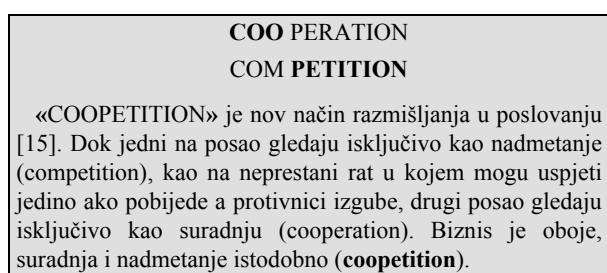 COO PERATION
COM PETITION
«COOPETITION» je nov način razmišljanja u poslovanju
[15]. Dok jedni na posao gledaju isključivo kao nadmetanje
(competition), kao na neprestani rat u kojem mogu uspjeti
jedino ako pobijede a protivnici izgube, drugi posao gledaju
isključivo kao suradnju (cooperation). Biznis je oboje,
suradnja i nadmetanje istodobno (coopetition).